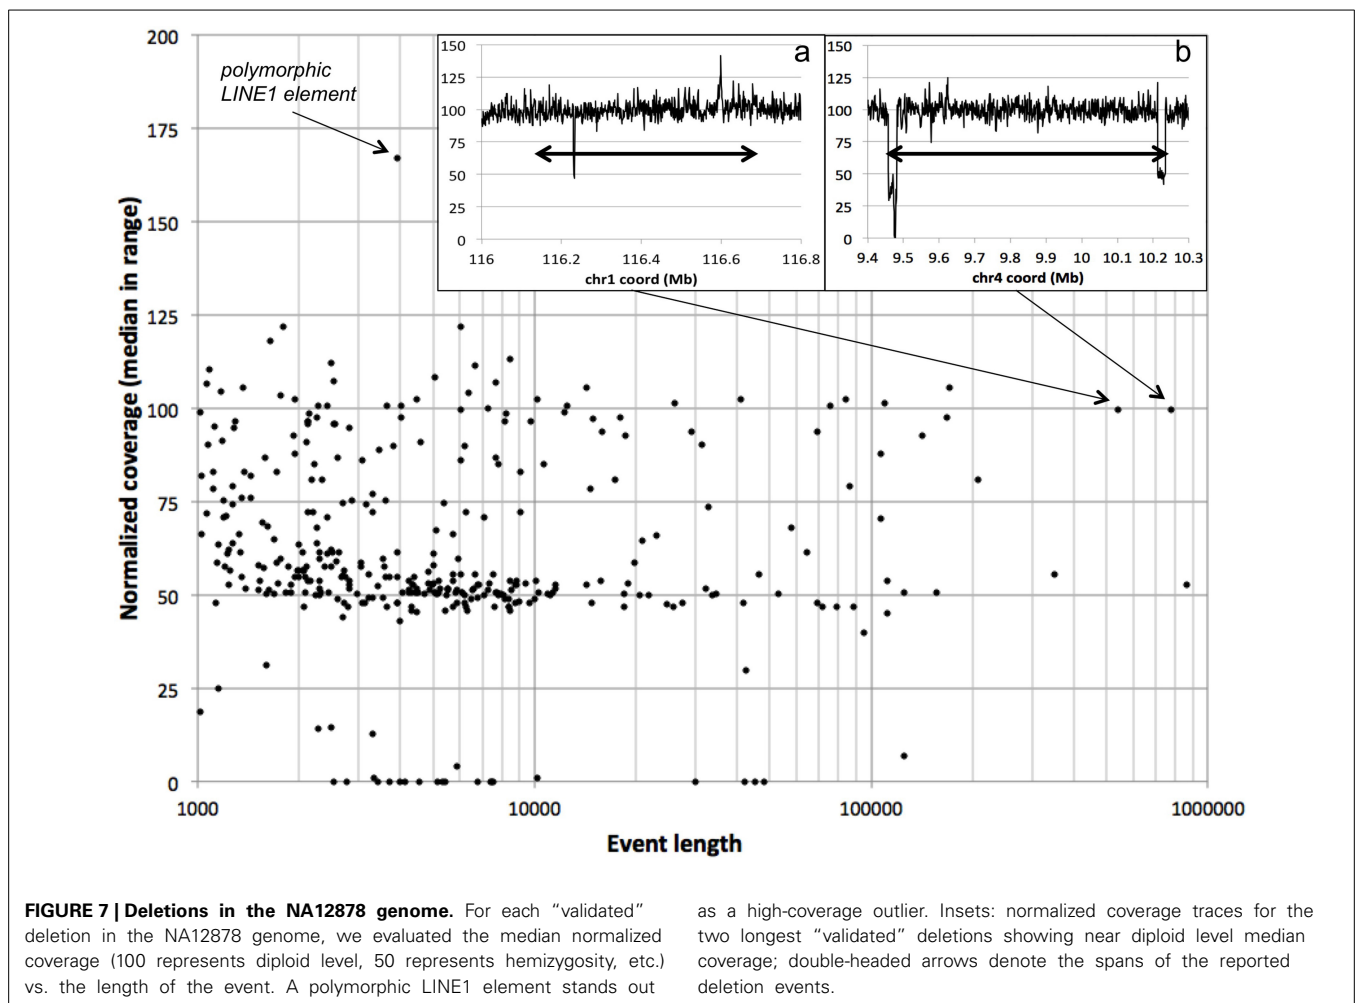 200
175
150
125
100
75
50
25
0
Normalized coverage (median in range)
polymorphic
LINE1 element
a
150
125
100
75
50
25
0
116
116.2
116.4
116.6
116.8
chr1 coord (Mb)
b
150
125
100
75
50
25
0
9.4
9.5
9.6
9.7
9.8
9.9
10
10.1
10.2
10.3
chr4 coord (Mb)
1000
10000
100000
1000000
Event length
FIGURE 7 | Deletions in the NA12878 genome. For each “validated”
deletion in the NA12878 genome, we evaluated the median normalized
coverage (100 represents diploid level, 50 represents hemizygosity, etc.)
vs. the length of the event. A polymorphic LINE1 element stands out
as a high-coverage outlier. Insets: normalized coverage traces for the
two longest “validated” deletions showing near diploid level median
coverage; double-headed arrows denote the spans of the reported
deletion events.